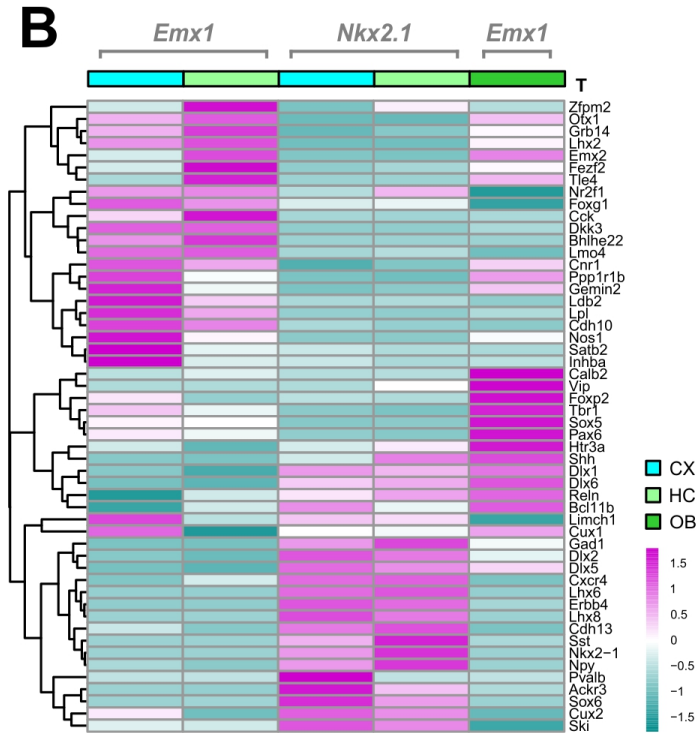 B
Emx1 Nkx2.1 Emx1
T
Zfpm2
Otx1
Grb14
Lhx2
Emx2
Fezf2
Tle4
Nr2f1
Foxg1
Cck
Dkk3
Bhlhe22
Lmo4
Cnr1
Ppp1r1b
Gemin2
Ldb2
Lpl
Cdh10
Nos1
Satb2
Inhba
Calb2
Vip
Foxp2
Tbr1
Sox5
Pax6
Htr3a
Shh
Dlx1
Dlx6
Reln
Bcl11b
Limch1
Cux1
Gad1
Dlx2
Dlx5
Cxcr4
Lhx6
Erbb4
Lhx8
Cdh13
Sst
Nkx2−1
Npy
Pvalb
Ackr3
Sox6
Cux2
Ski
CX
HC
OB
1.5
1
0.5
0
−0.5
−1
−1.5